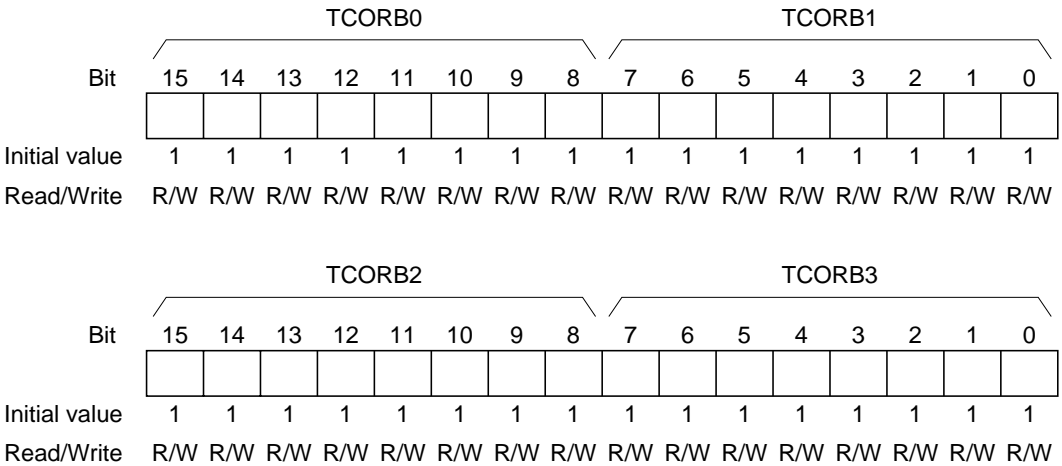 TCORB0 TCORB1
Bit 15 14 13 12 11 10 9 8 7 6 5 4 3 2 1 0
Initial value 1 1 1 1 1 1 1 1 1 1 1 1 1 1 1 1
Read/Write R/W R/W R/W R/W R/W R/W R/W R/W R/W R/W R/W R/W R/W R/W R/W R/W
TCORB2 TCORB3
Bit 15 14 13 12 11 10 9 8 7 6 5 4 3 2 1 0
Initial value 1 1 1 1 1 1 1 1 1 1 1 1 1 1 1 1
Read/Write R/W R/W R/W R/W R/W R/W R/W R/W R/W R/W R/W R/W R/W R/W R/W R/W